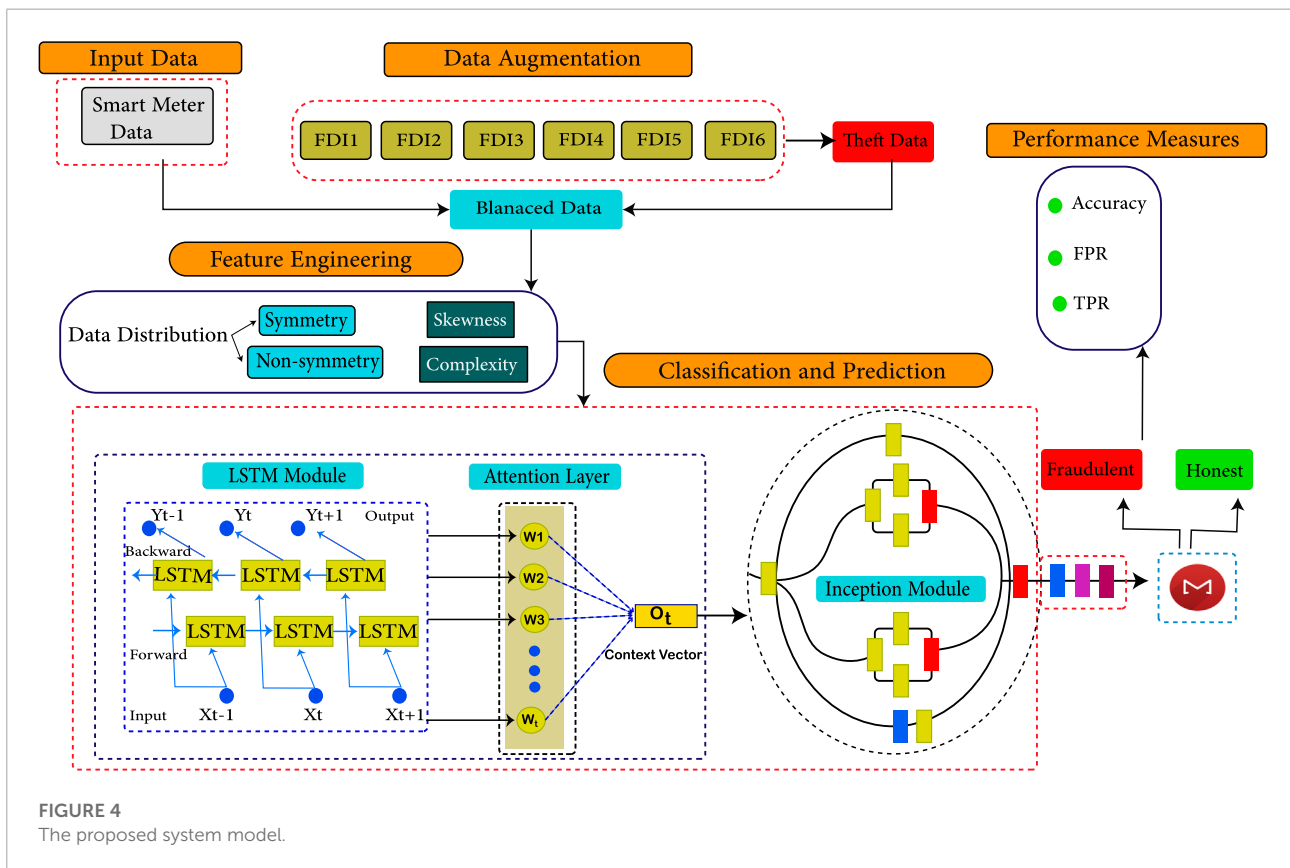 Input Data
Data Augmentation
Smart Meter
Data
FDI1
FDI2
FDI3
FDI4
FDI5
FDI6
Theft Data
Performance Measures
Accuracy
FPR
TPR
Blanaced Data
Feature Engineering
Data Distribution
Symmetry
Non-symmetry
Skewness
Complexity
Classification and Prediction
LSTM Module
Attention Layer
Yt-1
Yt
Yt+1
Output
Backward
LSTM
LSTM
LSTM
LSTM
LSTM
LSTM
Forward
Input
Xt-1
Xt
Xt+1
W1
W2
W3
Wt
Ot
Context Vector
Inception Module
Fraudulent
Honest
FIGURE 4
The proposed system model.